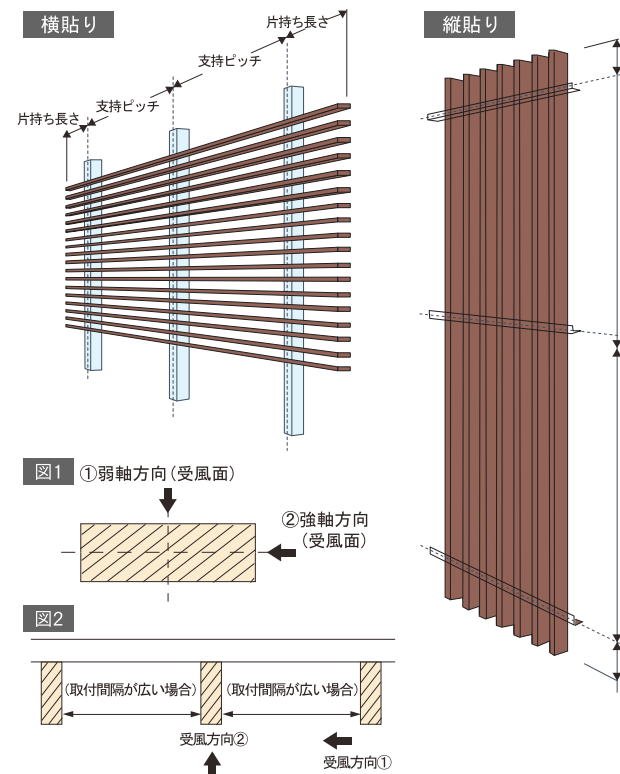 横貼り
片持ち長さ
支持ピッチ
支持ピッチ
片持ち長さ
縦貼り
図1
①弱軸方向(受風面)
②強軸方向
(受風面)
図2
(取付間隔が広い場合)
(取付間隔が広い場合)
受風方向②
受風方向①